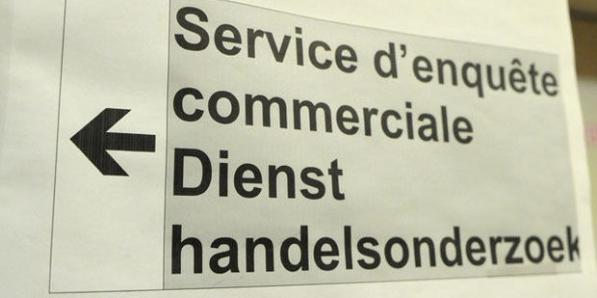 Service d'enquête
commerciale
Dienst
handelsonderzoek